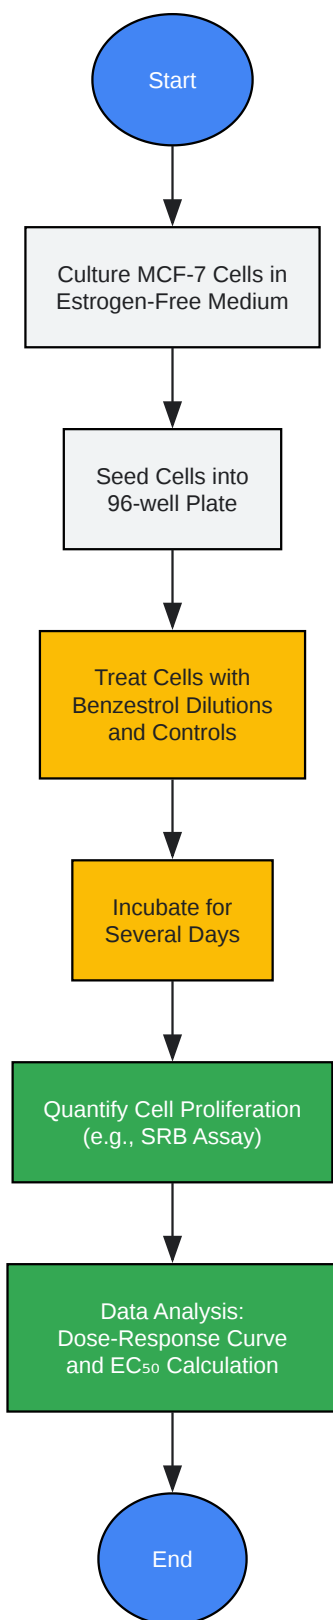 Start
Culture MCF-7 Cells in
Estrogen-Free Medium
Seed Cells into
96-well Plate
Treat Cells with
Benzestrol Dilutions
and Controls
Incubate for
Several Days
Quantify Cell Proliferation
(e.g., SRB Assay)
Data Analysis:
Dose-Response Curve
and EC₅₀ Calculation
End